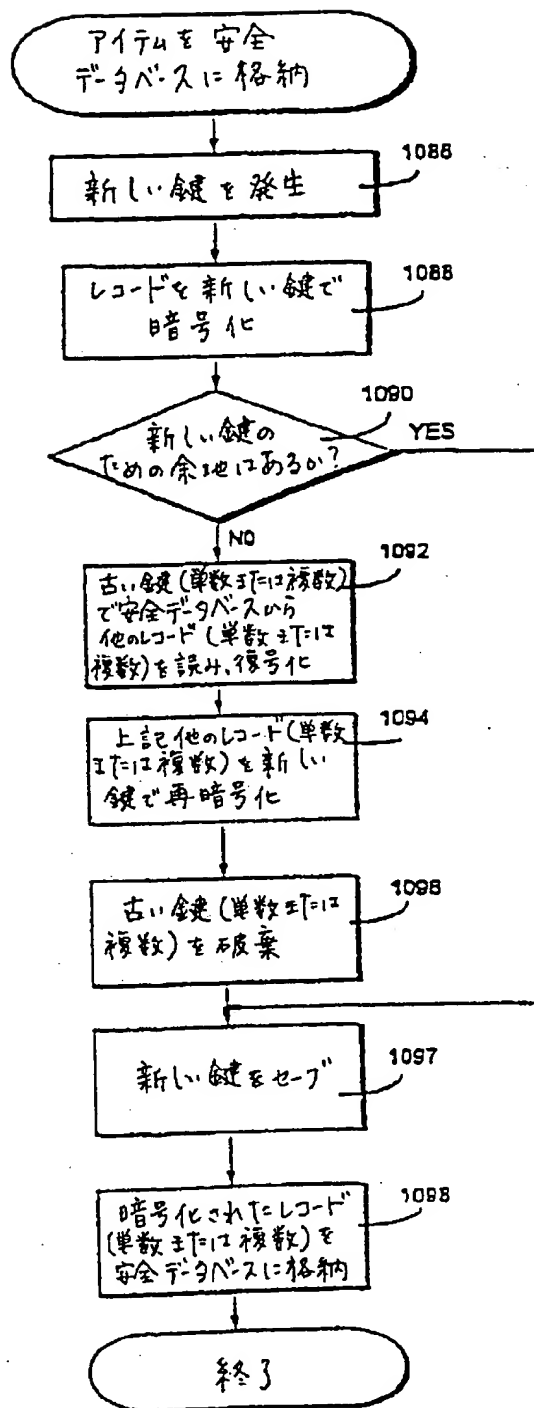 アイテムを安全
データベースに格納
1086
新しい鍵を発生
1088
レコードを新しい鍵で
暗号化
1090
新しい鍵の
ための余地はあるか?
YES
NO
1092
古い鍵(単数または複数)
で安全データベースから
他のレコード(単数または
複数)を読み、復号化
1094
上記他のレコード(単数
または複数)を新しい
鍵で再暗号化
1096
古い鍵(単数または
複数)を破棄
1097
新しい鍵をセーブ
1098
暗号化されたレコード
(単数または複数)を
安全データベースに格納
終了